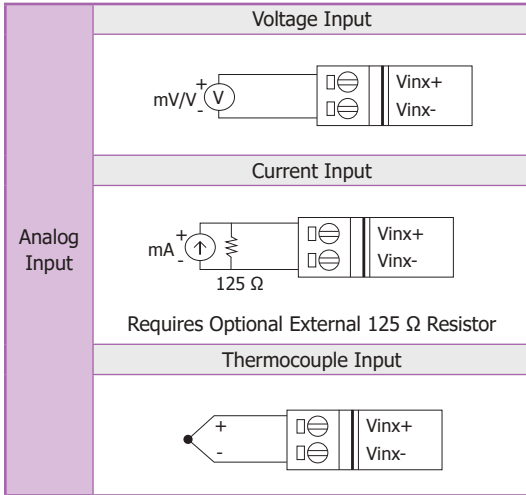 Analog
Input
Voltage Input
+
mV/V V
-
Vinx+
Vinx-
Current Input
+
mA
-
125 Ω
Vinx+
Vinx-
Requires Optional External 125 Ω Resistor
Thermocouple Input
+
-
Vinx+
Vinx-